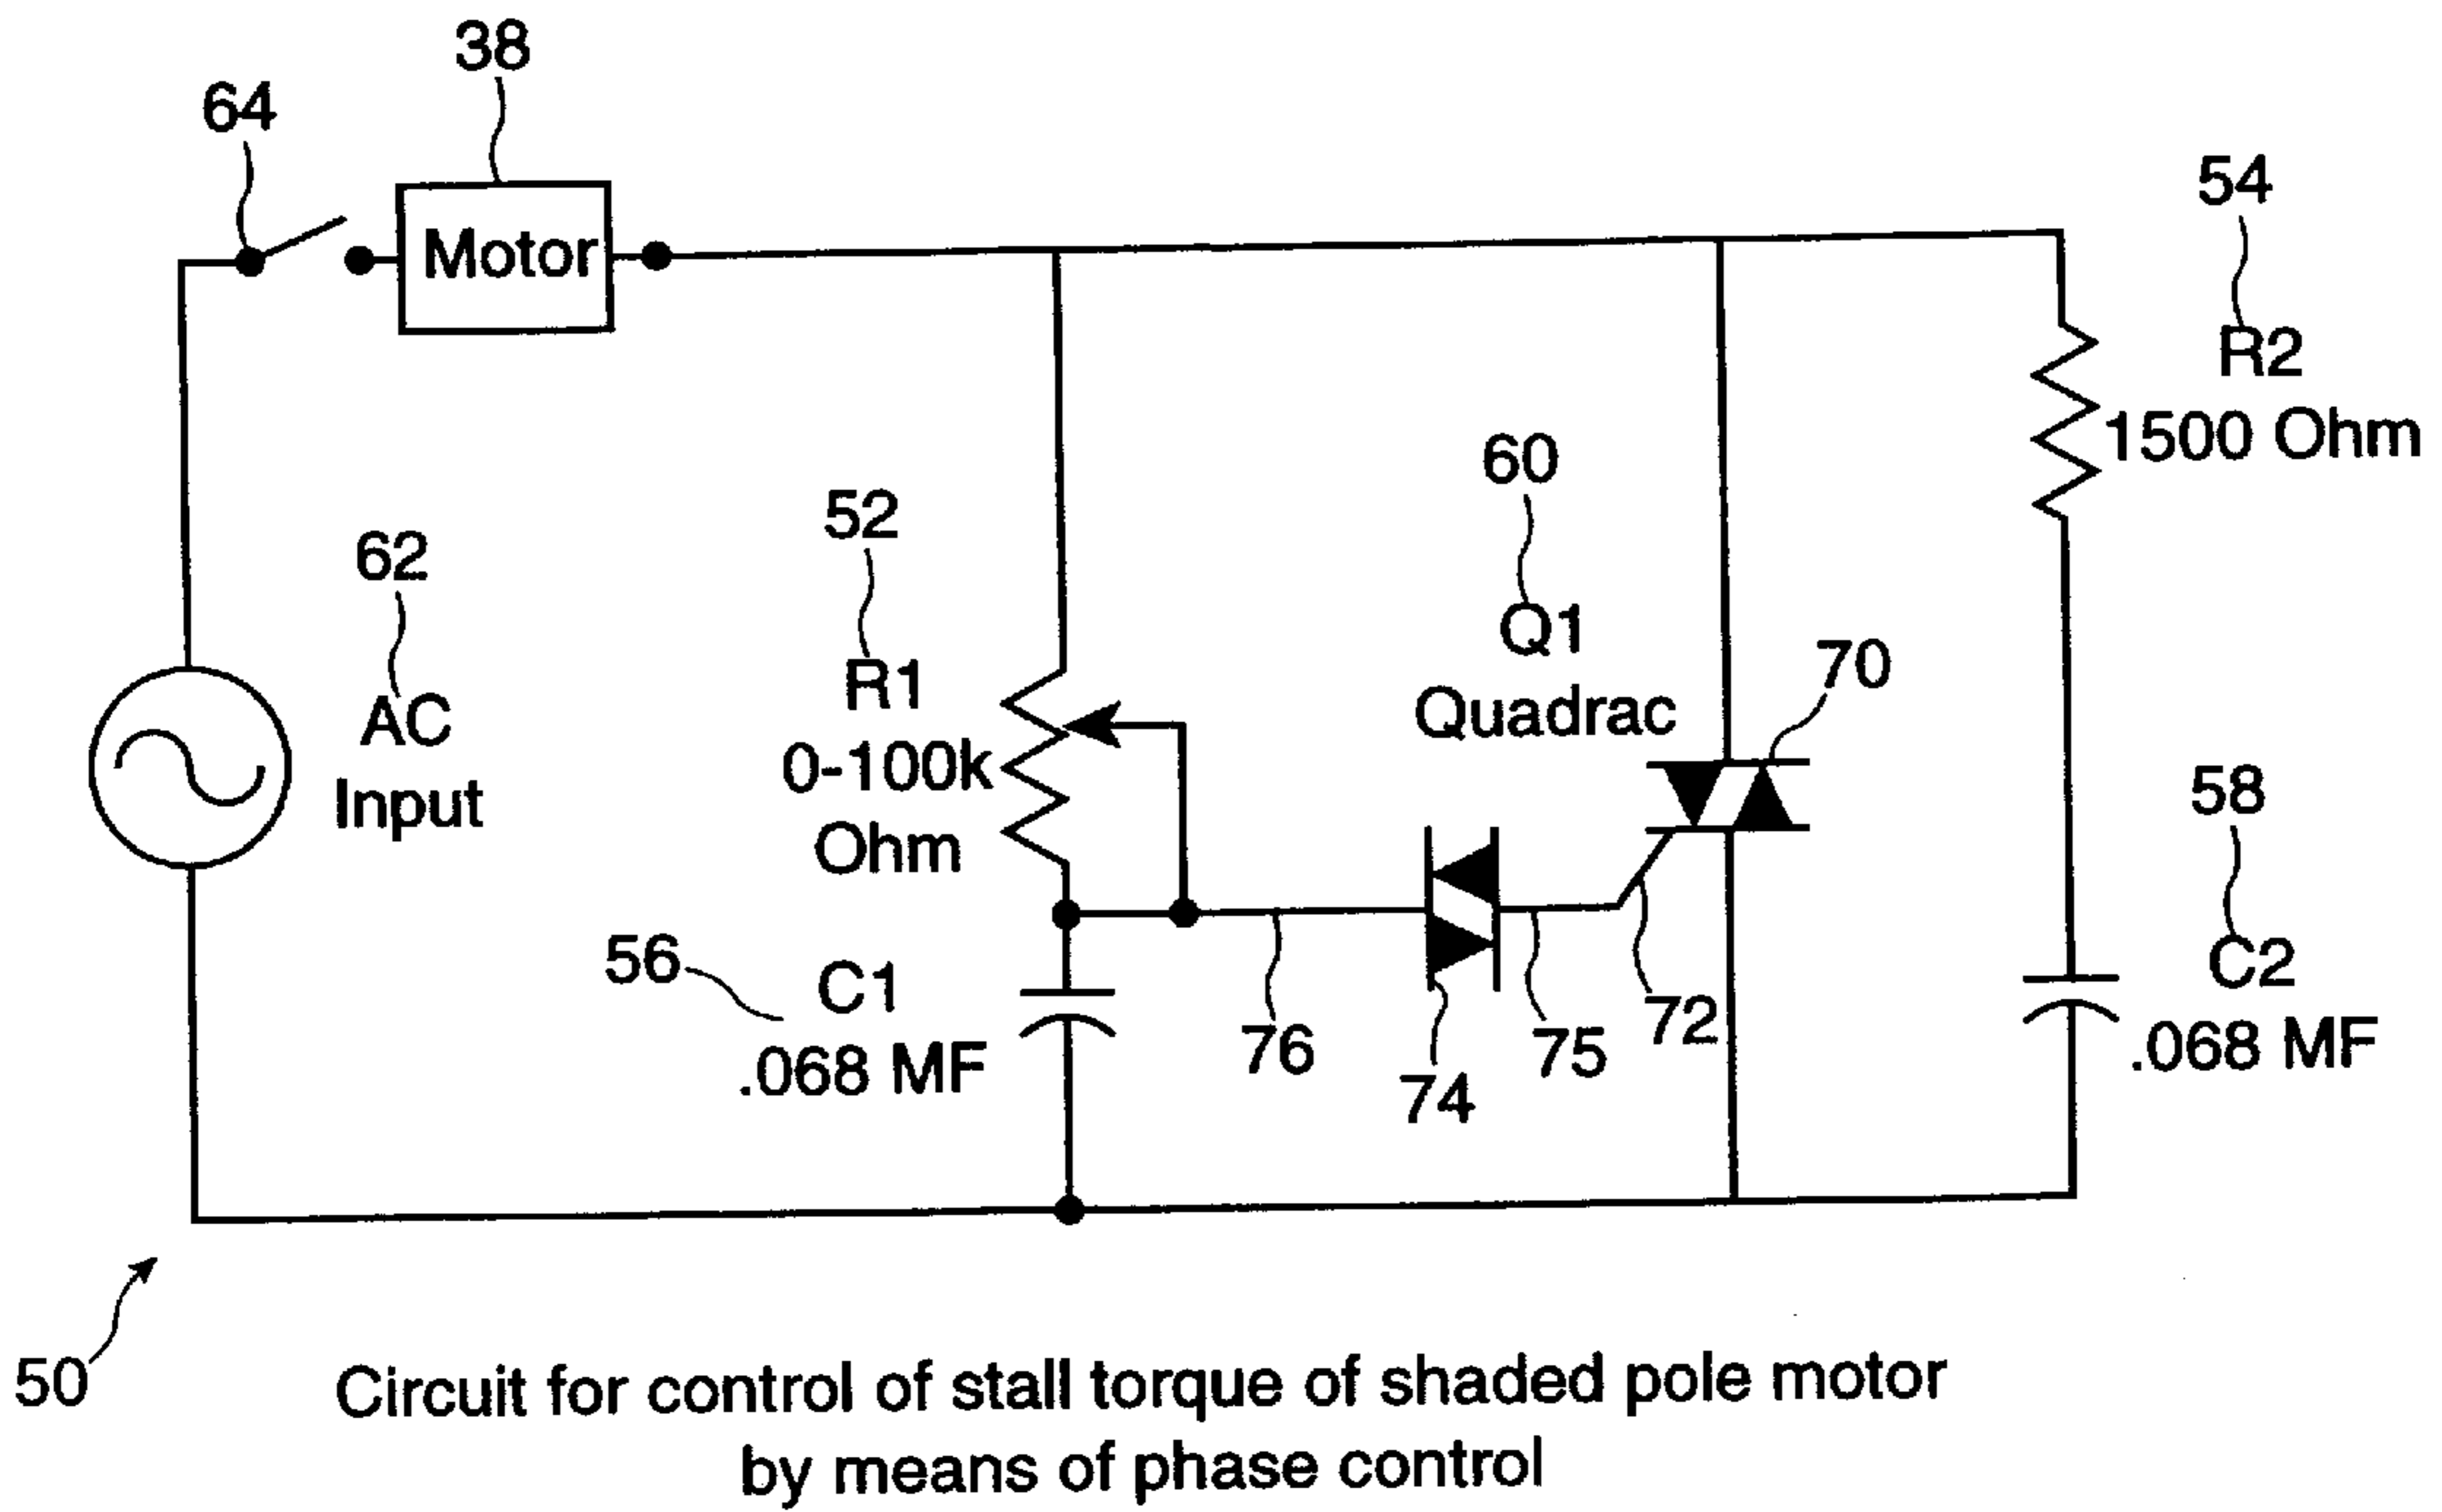 38
64
Motor
54
R2
1500 Ohm
60
Q1
Quadrac
52
R1
0-100k
Ohm
62
AC
Input
70
58
C2
.068 MF
56
C1
.068 MF
76
74
75
72
50
Circuit for control of stall torque of shaded pole motor
by means of phase control